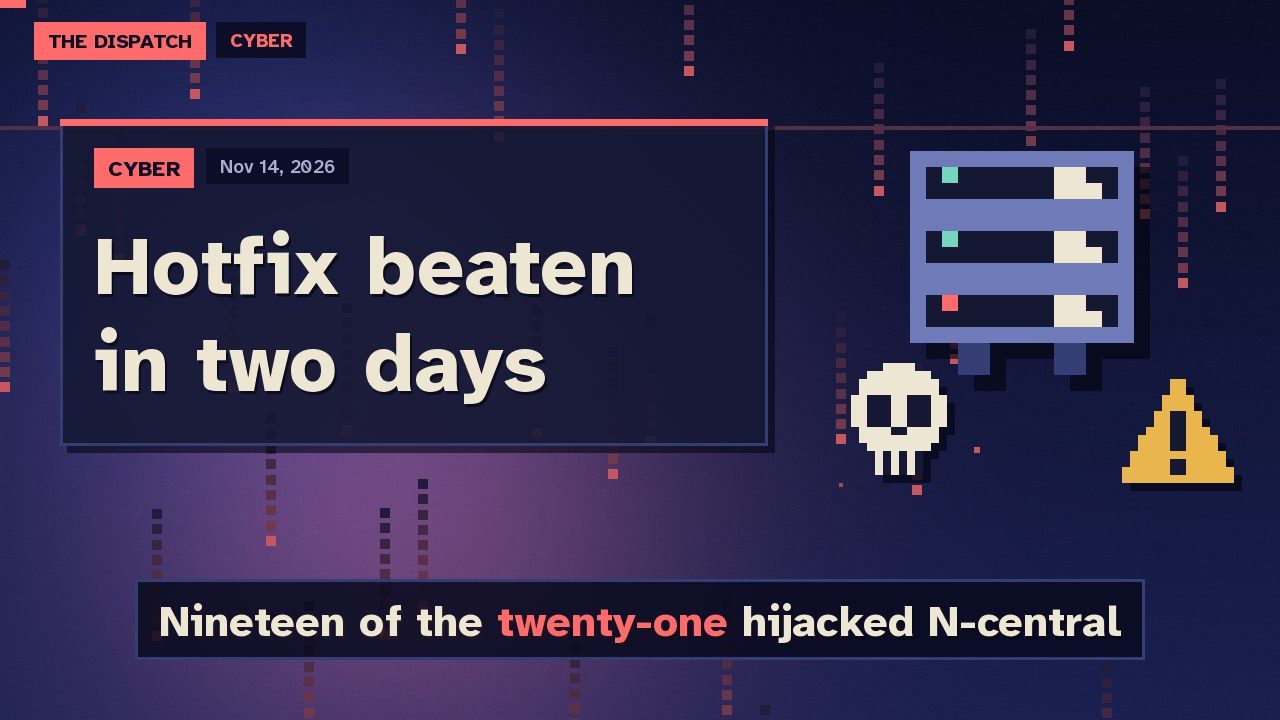 THE DISPATCH
CYBER
CYBER
Nov 14, 2026
Hotfix beaten
in two days
Nineteen of the twenty-one hijacked N-central